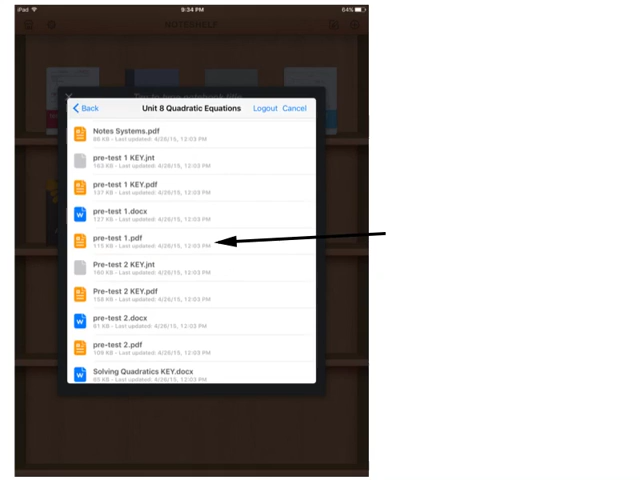 iPad 9:34 PM 64%
NOTESHELF
Back Unit 8 Quadratic Equations Logout Cancel
Notes Systems.pdf
98 KB - Last updated: 4/26/15, 12:03 PM
pre-test 1 KEY.jnt
163 KB - Last updated: 4/26/15, 12:03 PM
pre-test 1 KEY.pdf
137 KB - Last updated: 4/26/15, 12:03 PM
pre-test 1.docx
127 KB - Last updated: 4/26/15, 12:03 PM
pre-test 1.pdf
115 KB - Last updated: 4/26/15, 12:03 PM
Pre-test 2 KEY.jnt
160 KB - Last updated: 4/26/15, 12:03 PM
Pre-test 2 KEY.pdf
158 KB - Last updated: 4/26/15, 12:03 PM
pre-test 2.docx
91 KB - Last updated: 4/26/15, 12:03 PM
pre-test 2.pdf
109 KB - Last updated: 4/26/15, 12:03 PM
Solving Quadratics KEY.docx
95 KB - Last updated: 4/26/15, 12:03 PM